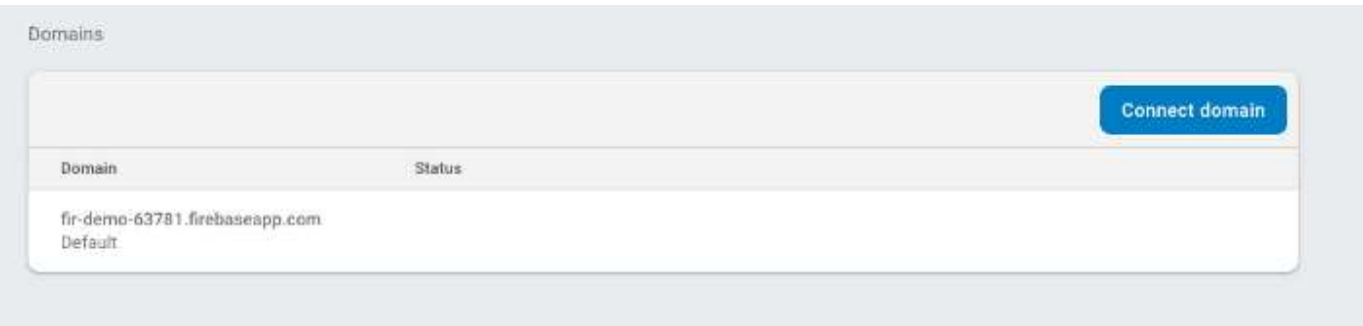 Domains
Connect domain
Domain Status
fir-demo-63781.firebaseapp.com
Default